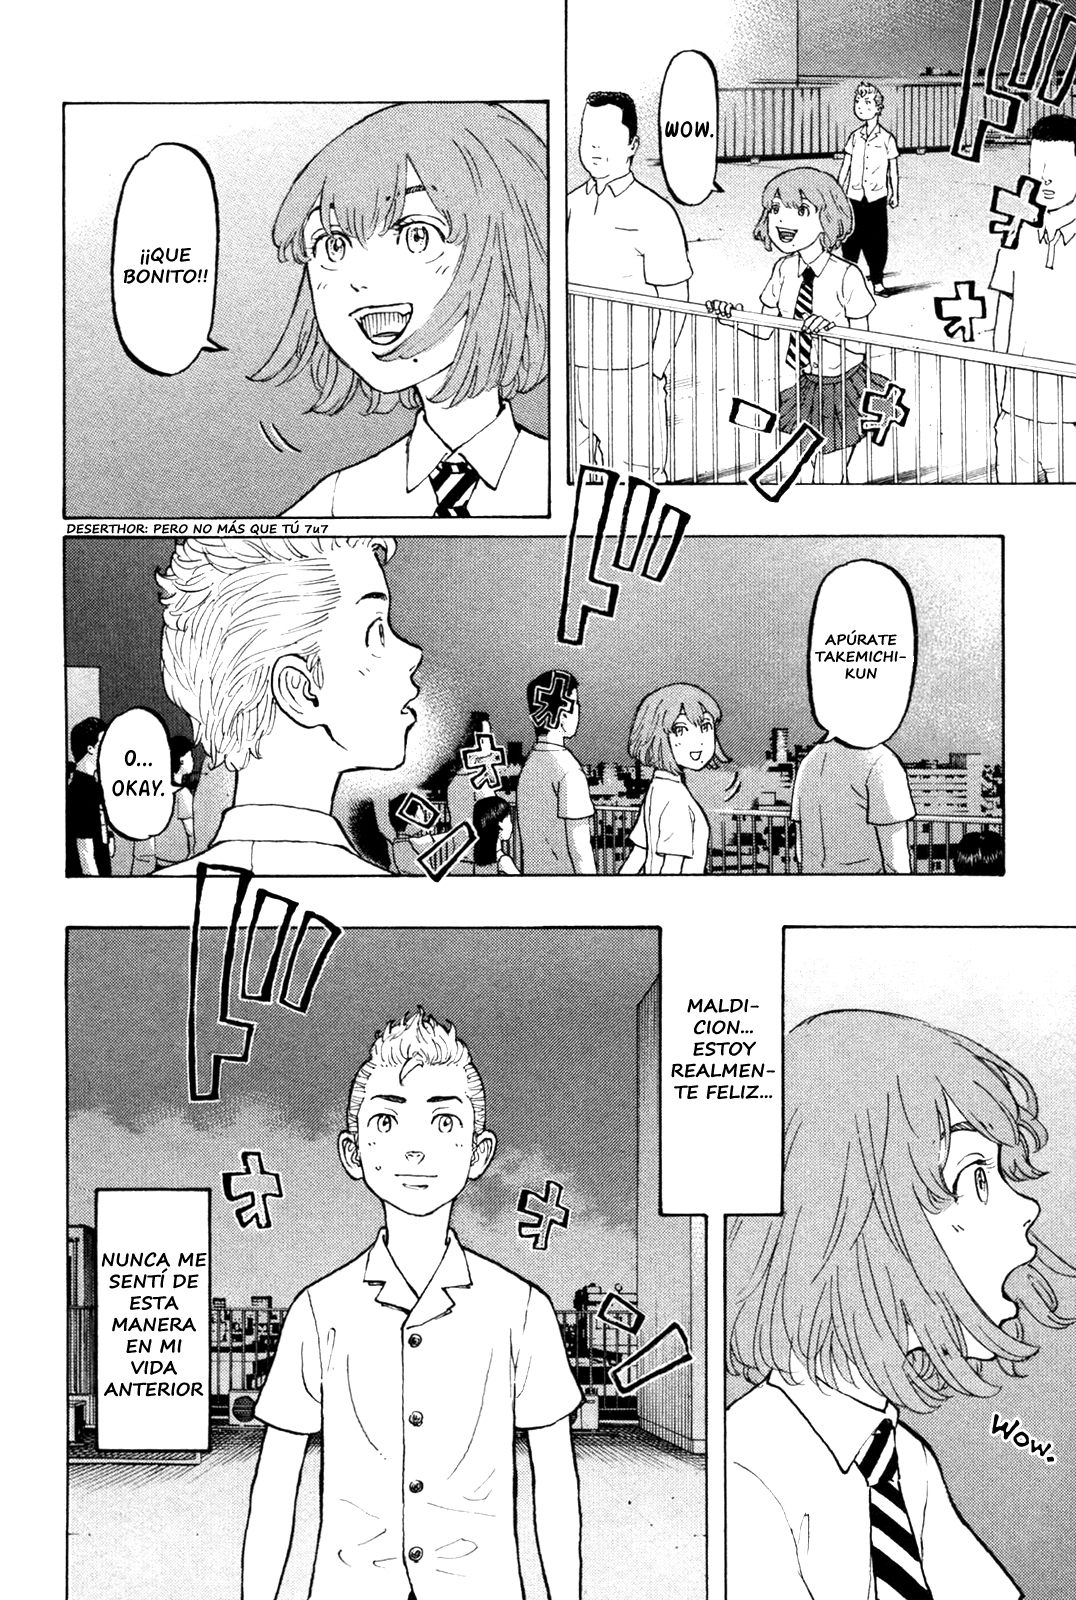 WOW.
¡¡QUE
BONITO!!
DESERTHOR: PERO NO MÁS QUE TÚ 7u7
APÚRATE
TAKEMICHI-
KUN
O...
OKAY.
MALDI-
CION...
ESTOY
REALMEN-
TE FELIZ...
Wow.
NUNCA ME
SENTÍ DE
ESTA
MANERA
EN MI
VIDA
ANTERIOR